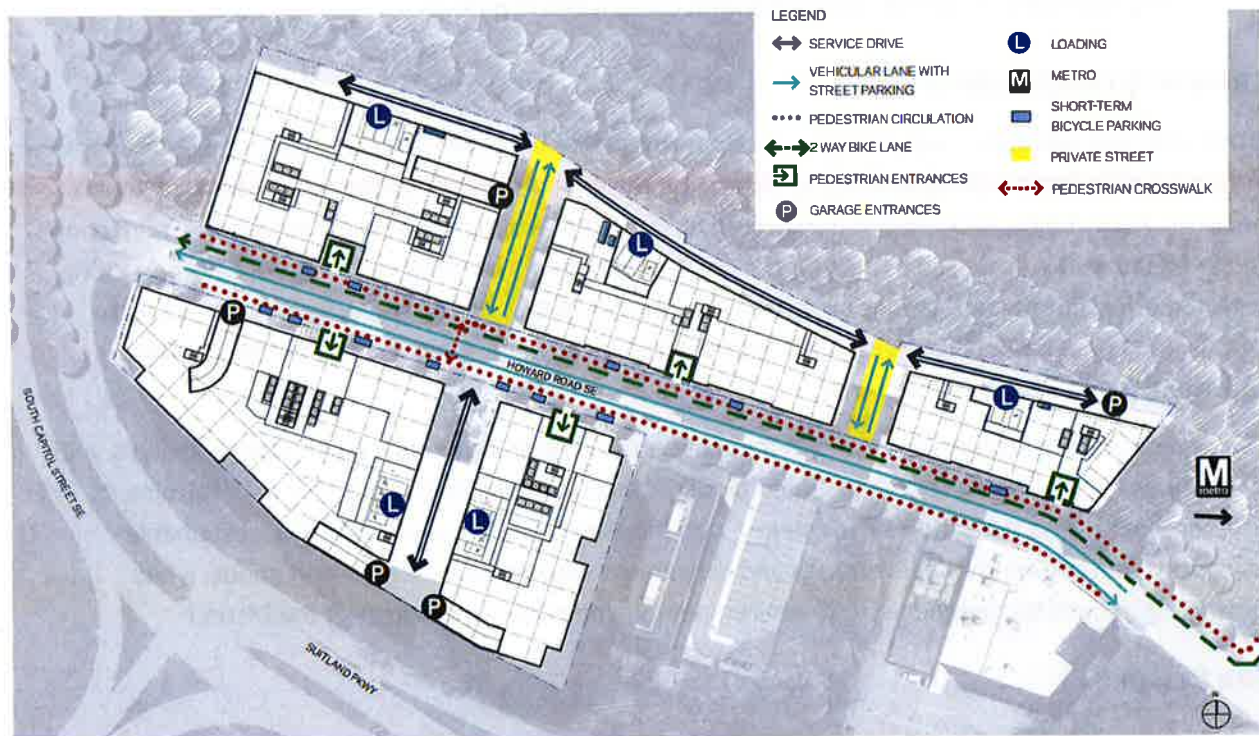 LEGEND
SERVICE DRIVE
VEHICULAR LANE WITH
STREET PARKING
PEDESTRIAN CIRCULATION
2 WAY BIKE LANE
PEDESTRIAN ENTRANCES
P GARAGE ENTRANCES
L LOADING
M METRO
SHORT-TERM
BICYCLE PARKING
PRIVATE STREET
PEDESTRIAN CROSSWALK
L
P
L
P
HOWARD ROAD SE
L
P
SOUTH CAPITOL STREET SE
L
L
P
P
SUITLAND PKWY
M
metro
N